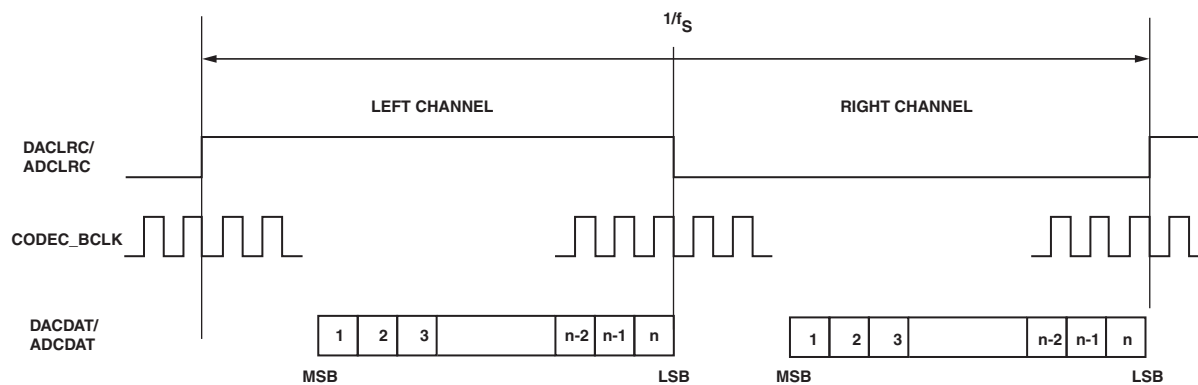 1/fS
LEFT CHANNEL RIGHT CHANNEL
DACLRC/
ADCLRC
CODEC_BCLK
DACDAT/
ADCDAT
1 2 3 n-2 n-1 n 1 2 3 n-2 n-1 n
MSB LSB MSB LSB